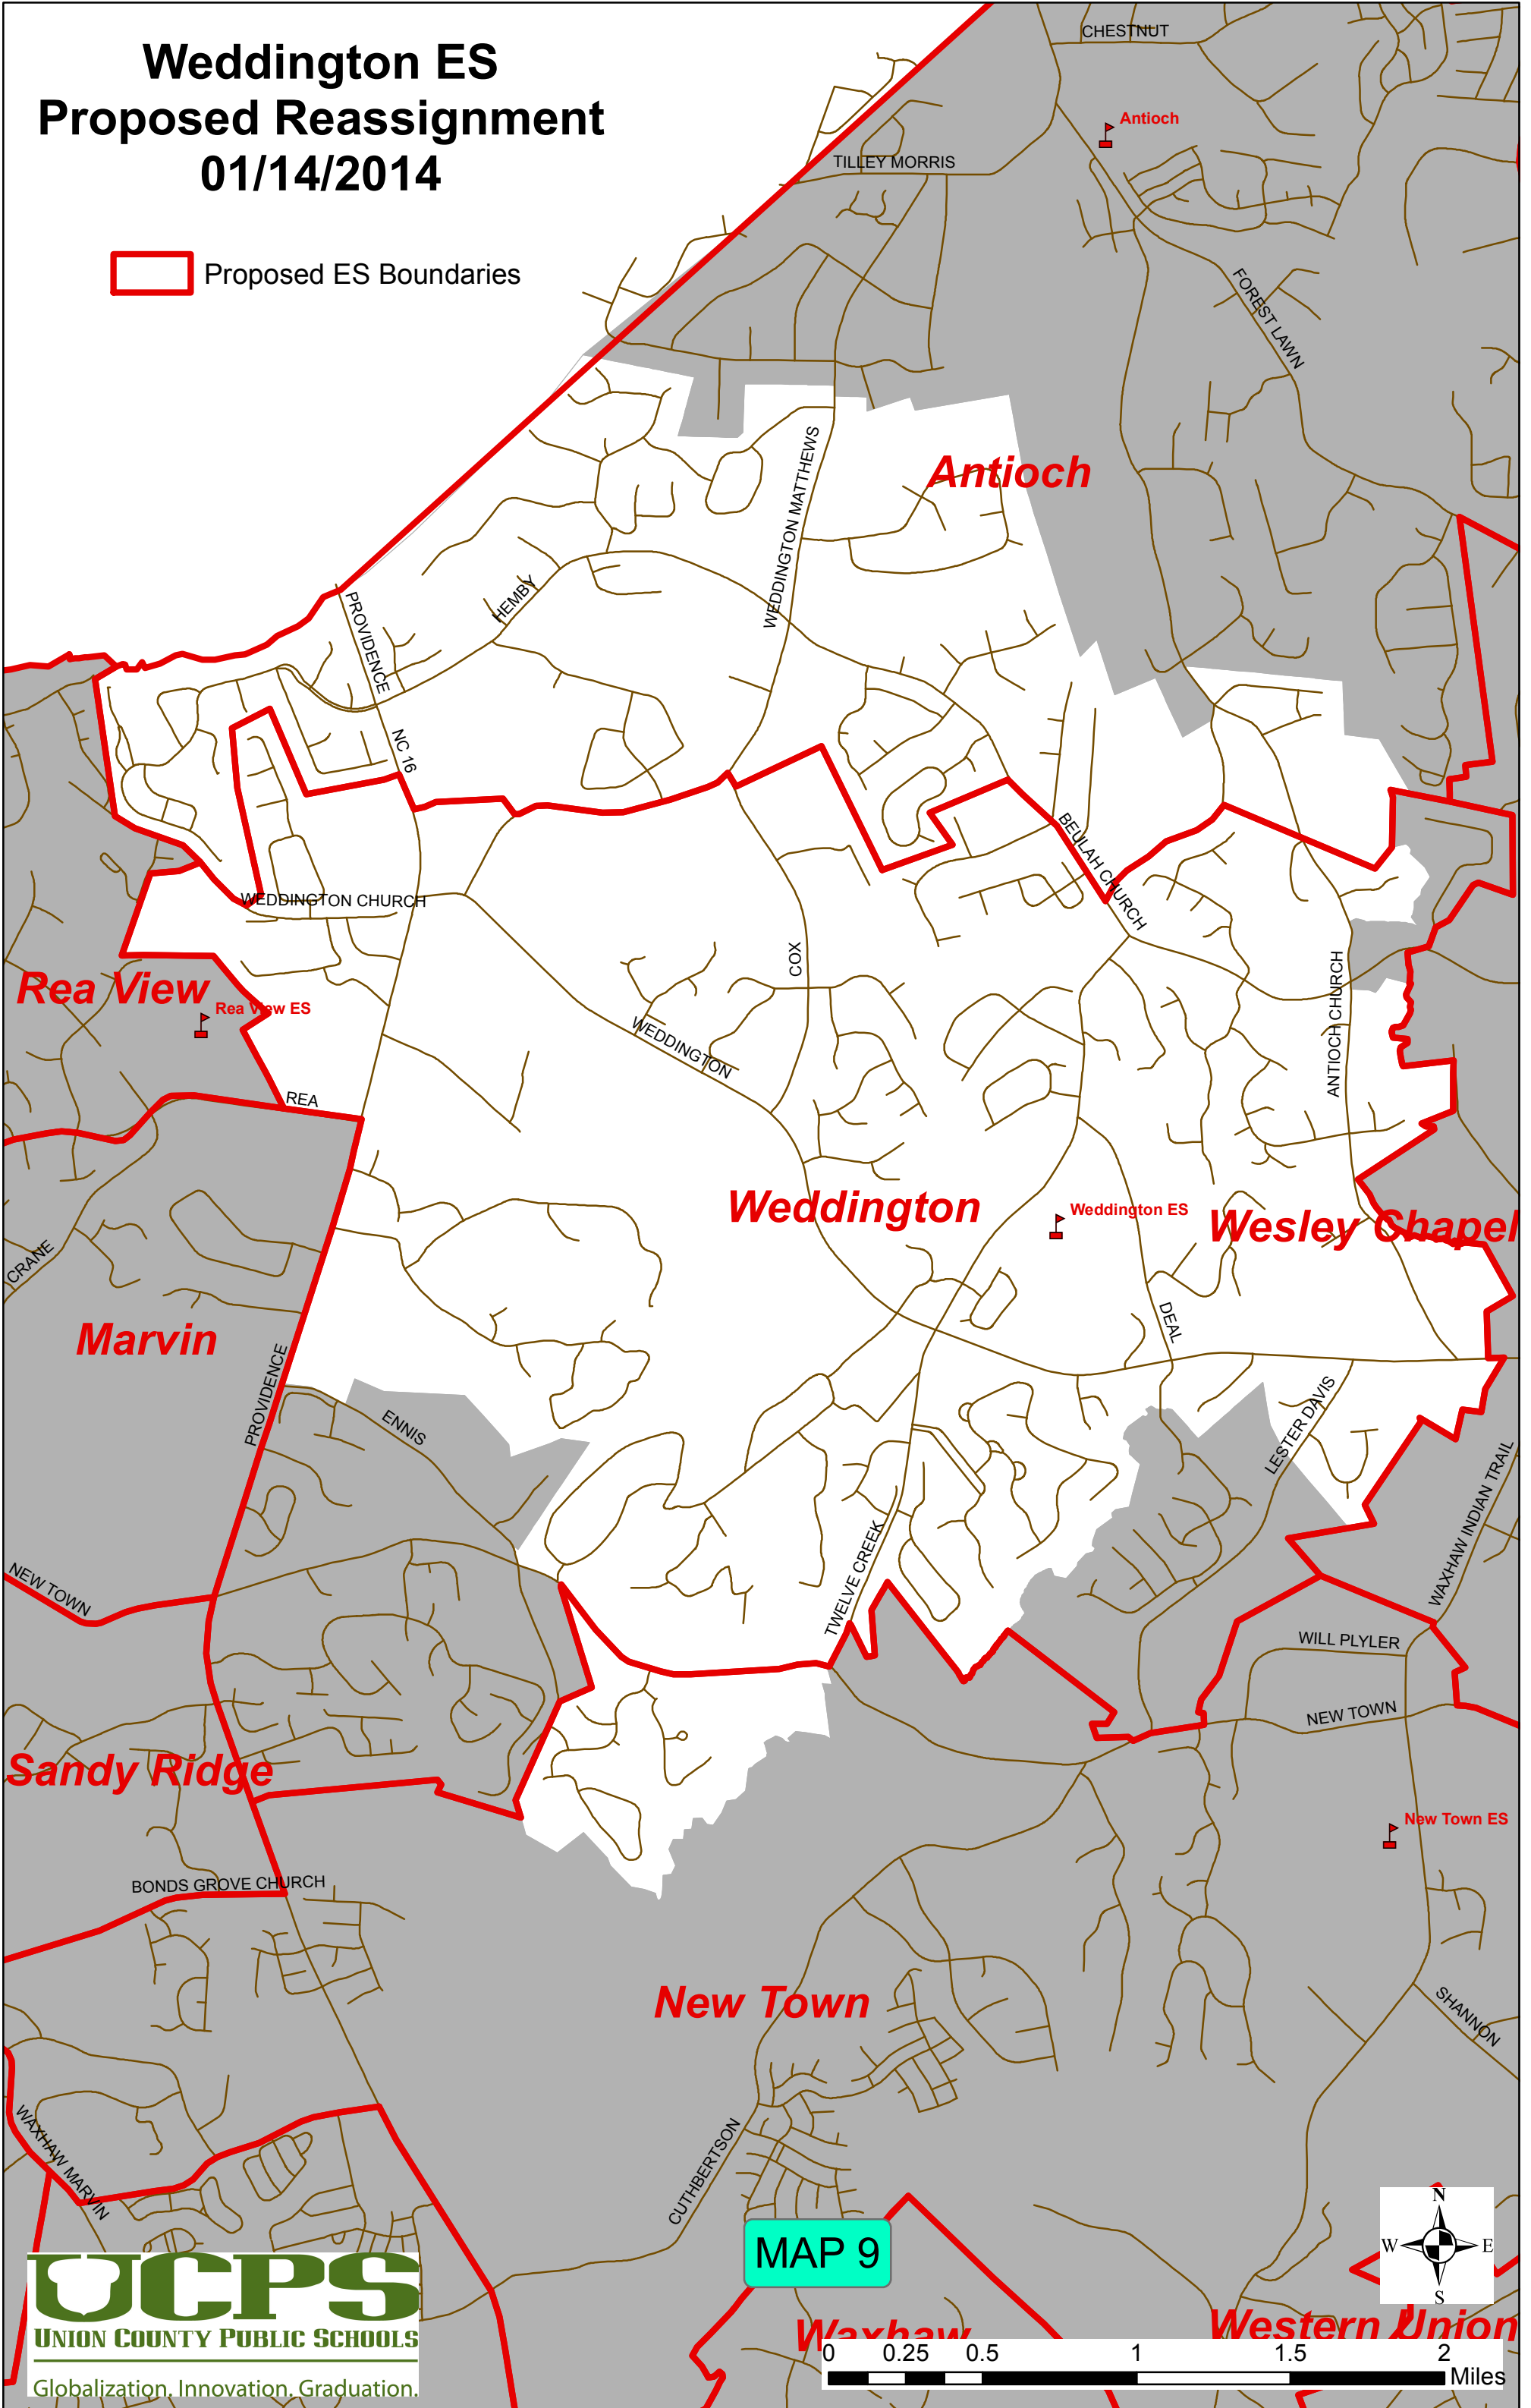 Weddington ES
Proposed Reassignment
01/14/2014
Proposed ES Boundaries
CHESTNUT
Antioch
TILLEY MORRIS
FOREST LAWN
Antioch
WEDDINGTON MATTHEWS
HEMBY
PROVIDENCE
NC 16
BEULAH CHURCH
WEDDINGTON CHURCH
COX
ANTIOCH CHURCH
Rea View
Rea View ES
WEDDINGTON
REA
Weddington
Weddington ES
Wesley Chapel
CRANE
Marvin
DEAL
PROVIDENCE
ENNIS
LESTER DAVIS
WAXHAW INDIAN TRAIL
NEW TOWN
TWELVE CREEK
WILL PLYLER
NEW TOWN
Sandy Ridge
New Town ES
BONDS GROVE CHURCH
New Town
SHANNON
WAXHAW MARVIN
CUTHBERTSON
MAP 9
N
W
E
S
Waxhaw
Western Union
UCPS
UNION COUNTY PUBLIC SCHOOLS
Globalization. Innovation. Graduation.
0 0.25 0.5 1 1.5 2
Miles